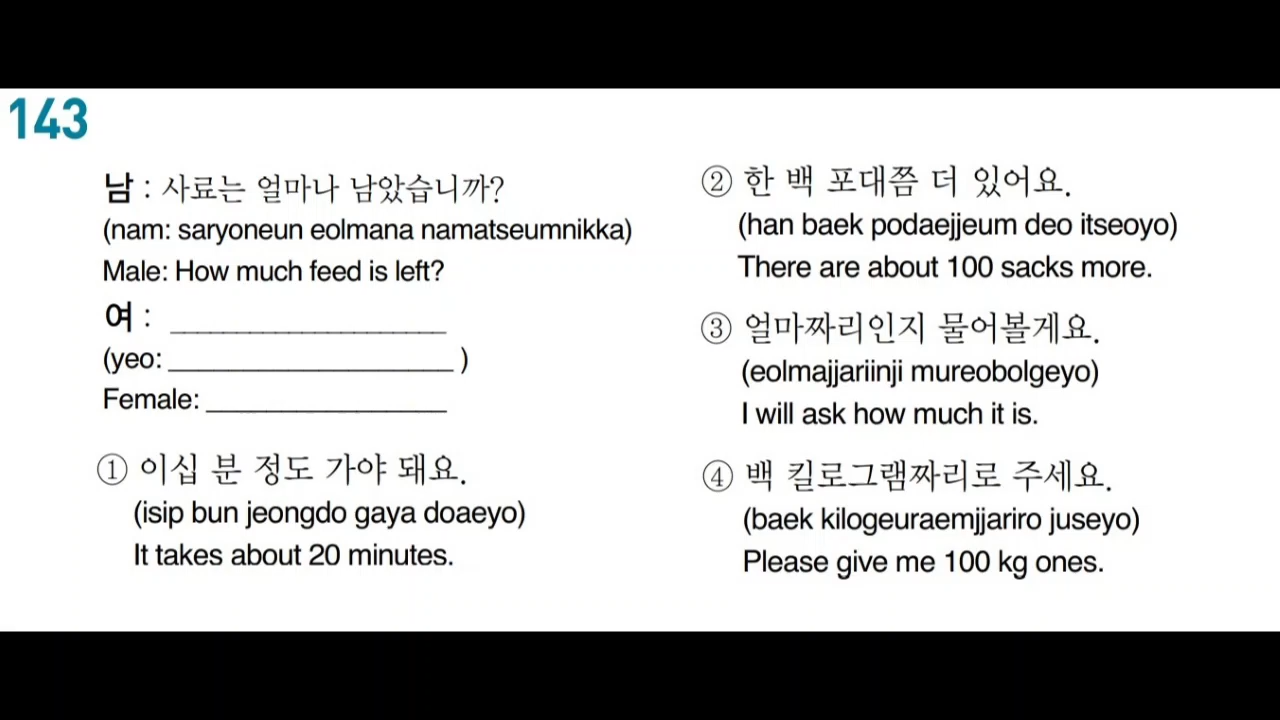 143
남 : 사료는 얼마나 남았습니까?
(nam: saryoneun eolmana namatseumnikka)
Male: How much feed is left?
여 : ____________________
(yeo: ____________________ )
Female: ____________________
① 이십 분 정도 가야 돼요.
(isip bun jeongdo gaya doaeyo)
It takes about 20 minutes.
② 한 백 포대쯤 더 있어요.
(han baek podaejjeum deo itseoyo)
There are about 100 sacks more.
③ 얼마짜리인지 물어볼게요.
(eolmajjariinji mureobolgeyo)
I will ask how much it is.
④ 백 킬로그램짜리로 주세요.
(baek kilogeuraemjjariro juseyo)
Please give me 100 kg ones.